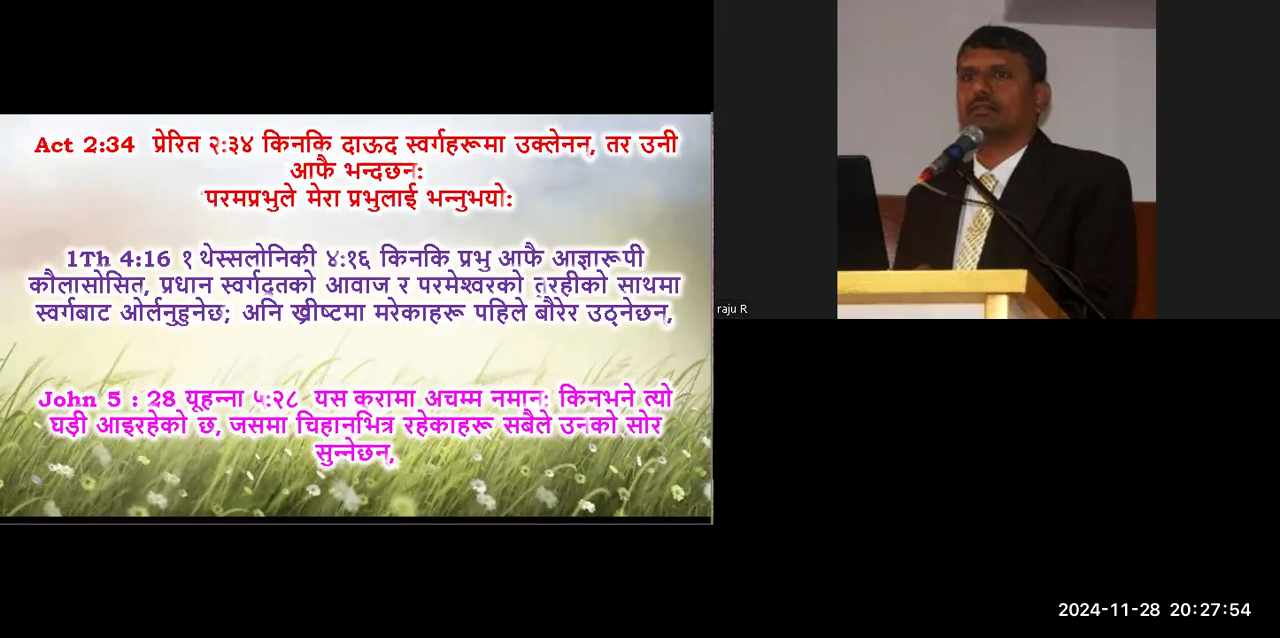 Act 2:34 प्रेरित २:३४ किनकि दाऊद स्वर्गहरूमा उक्लेनन्, तर उनी
आफै भन्दछन्:
‘परमप्रभुले मेरा प्रभुलाई भन्नुभयो:
1Th 4:16 १ थेस्सलोनिकी ४:१६ किनकि प्रभु आफै आज्ञारूपी
कौलासोसित, प्रधान स्वर्गदूतको आवाज र परमेश्वरको तुरहीको साथमा
स्वर्गबाट ओर्लनुहुनेछ; अनि ख्रीष्टमा मरेकाहरू पहिले बौरेर उठ्नेछन्,
John 5 : 28 यूहन्ना ५:२८ यस कुरामा अचम्म नमान; किनभने त्यो
घड़ी आइरहेको छ, जसमा चिहानभित्र रहेकाहरू सबैले उनको सोर
सुन्नेछन्,
raju R
2024-11-28 20:27:54